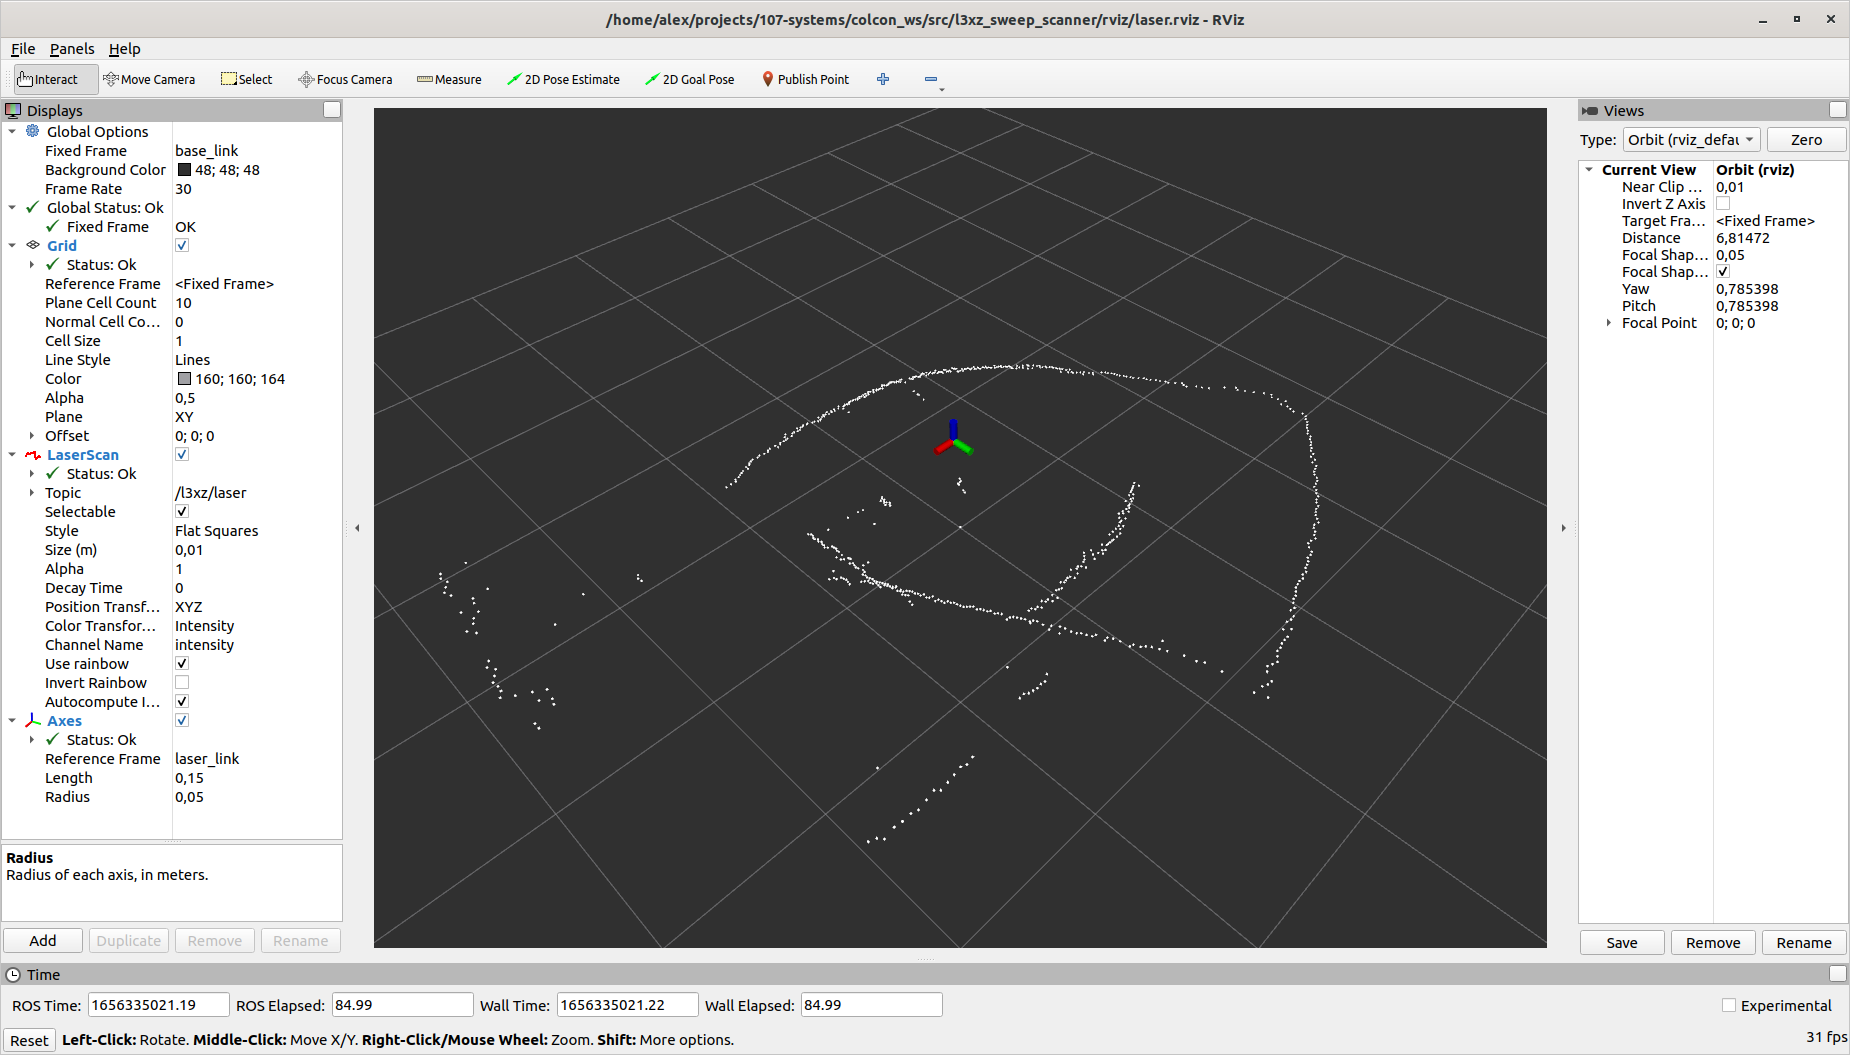 /home/alex/projects/107-systems/colcon_ws/src/l3xz_sweep_scanner/rviz/laser.rviz - RViz
File Panels Help
Interact Move Camera Select Focus Camera Measure 2D Pose Estimate 2D Goal Pose Publish Point
Displays
Global Options
Fixed Frame base_link
Background Color 48; 48; 48
Frame Rate 30
Global Status: Ok
Fixed Frame OK
Grid
Status: Ok
Reference Frame <Fixed Frame>
Plane Cell Count 10
Normal Cell Co... 0
Cell Size 1
Line Style Lines
Color 160; 160; 164
Alpha 0,5
Plane XY
Offset 0; 0; 0
LaserScan
Status: Ok
Topic /l3xz/laser
Selectable
Style Flat Squares
Size (m) 0,01
Alpha 1
Decay Time 0
Position Transf... XYZ
Color Transfor... Intensity
Channel Name intensity
Use rainbow
Invert Rainbow
Autocompute I...
Axes
Status: Ok
Reference Frame laser_link
Length 0,15
Radius 0,05
Radius
Radius of each axis, in meters.
Add Duplicate Remove Rename
Views
Type: Orbit (rviz_defau Zero
Current View Orbit (rviz)
Near Clip ... 0,01
Invert Z Axis
Target Fra... <Fixed Frame>
Distance 6,81472
Focal Shap... 0,05
Focal Shap...
Yaw 0,785398
Pitch 0,785398
Focal Point 0; 0; 0
Save Remove Rename
Time
ROS Time: 1656335021.19 ROS Elapsed: 84.99 Wall Time: 1656335021.22 Wall Elapsed: 84.99 Experimental
Reset Left-Click: Rotate. Middle-Click: Move X/Y. Right-Click/Mouse Wheel: Zoom. Shift: More options. 31 fps